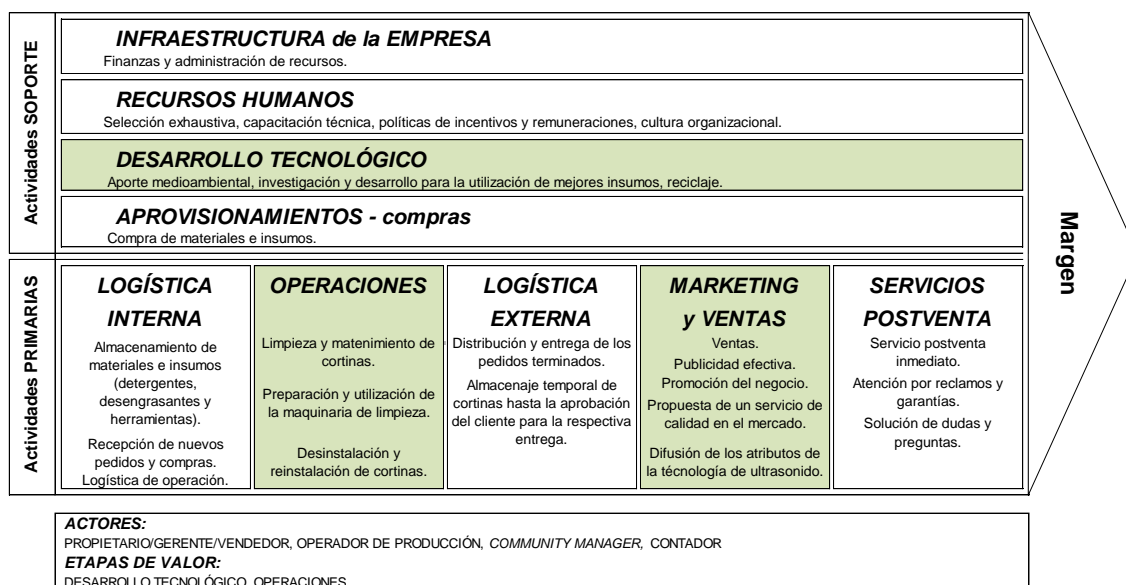 Actividades SOPORTE
INFRAESTRUCTURA de la EMPRESA
Finanzas y administración de recursos.
RECURSOS HUMANOS
Selección exhaustiva, capacitación técnica, políticas de incentivos y remuneraciones, cultura organizacional.
DESARROLLO TECNOLÓGICO
Aporte medioambiental, investigación y desarrollo para la utilización de mejores insumos, reciclaje.
APROVISIONAMIENTOS - compras
Compra de materiales e insumos.
Margen
Actividades PRIMARIAS
LOGÍSTICA
INTERNA
Almacenamiento de
materiales e insumos
(detergentes,
desengrasantes y
herramientas).
Recepción de nuevos
pedidos y compras.
Logística de operación.
OPERACIONES
Limpieza y matenimiento de
cortinas.
Preparación y utilización de
la maquinaria de limpieza.
Desinstalación y
reinstalación de cortinas.
LOGÍSTICA
EXTERNA
Distribución y entrega de los
pedidos terminados.
Almacenaje temporal de
cortinas hasta la aprobación
del cliente para la respectiva
entrega.
MARKETING
y VENTAS
Ventas.
Publicidad efectiva.
Promoción del negocio.
Propuesta de un servicio de
calidad en el mercado.
Difusión de los atributos de
la técnología de ultrasonido.
SERVICIOS
POSTVENTA
Servicio postventa
inmediato.
Atención por reclamos y
garantías.
Solución de dudas y
preguntas.
ACTORES:
PROPIETARIO/GERENTE/VENDEDOR, OPERADOR DE PRODUCCIÓN, COMMUNITY MANAGER, CONTADOR
ETAPAS DE VALOR:
DESARROLLO TECNOLÓGICO, OPERACIONES